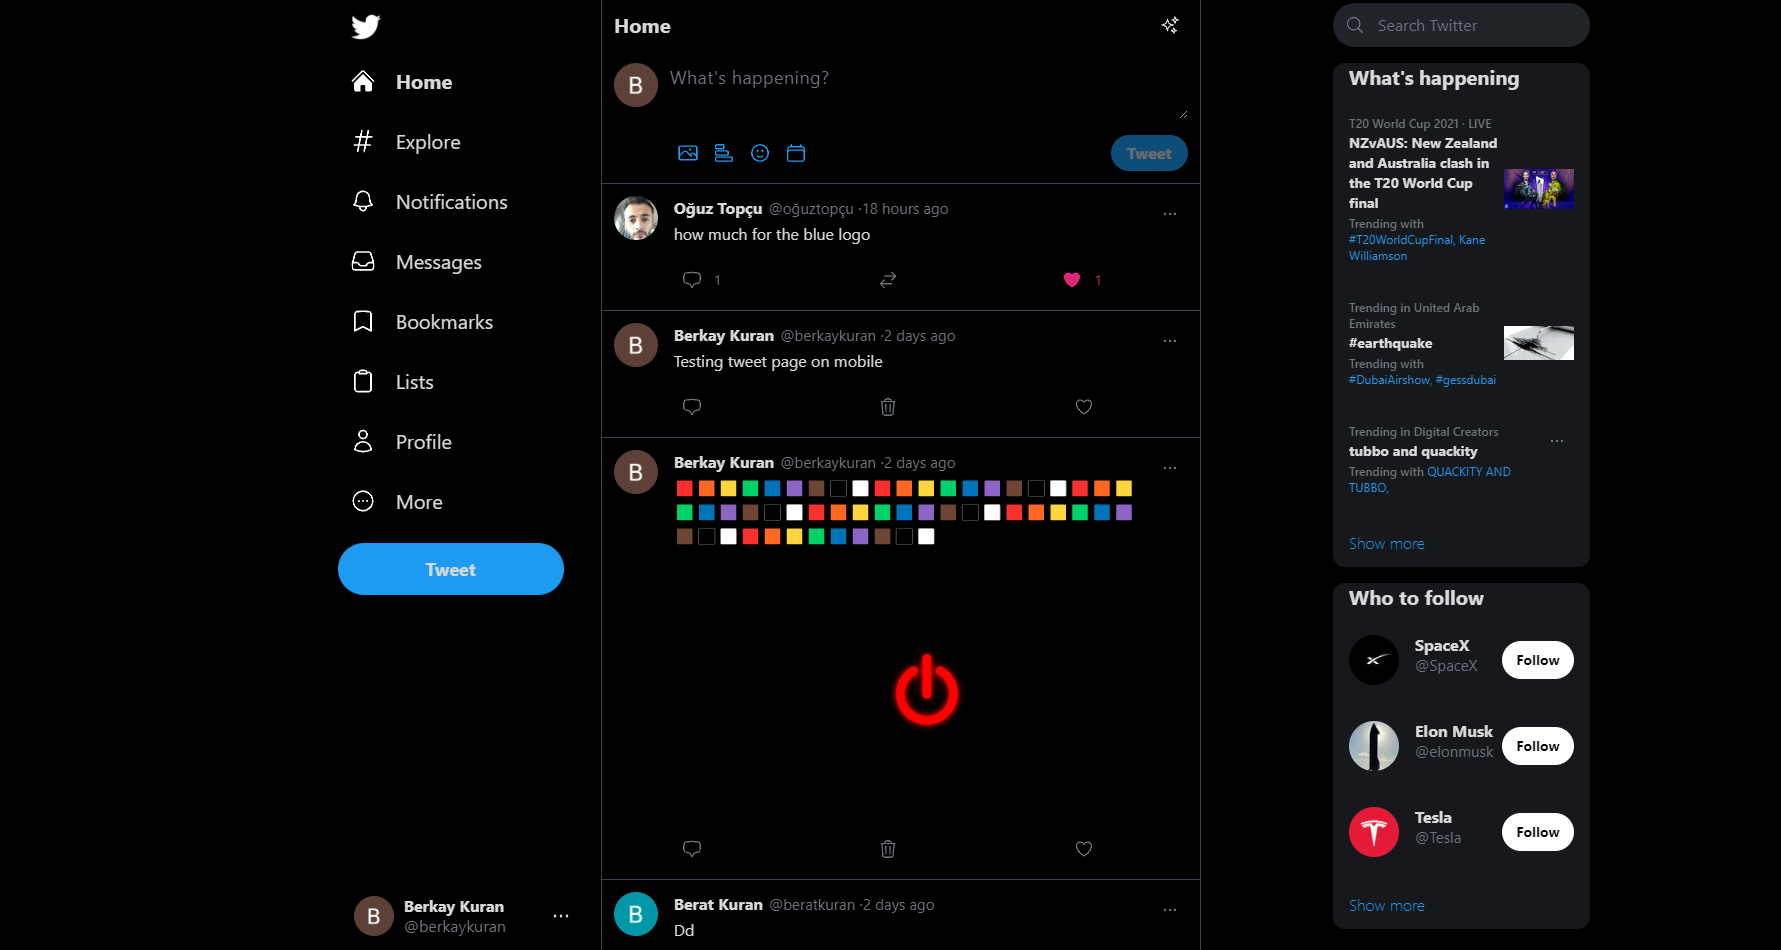 Home
Explore
Notifications
Messages
Bookmarks
Lists
Profile
More
Tweet
B
Berkay Kuran
@berkaykuran
Home
B
What's happening?
Tweet
Oğuz Topçu @oğuztopçu ·18 hours ago
how much for the blue logo
1
1
B
Berkay Kuran @berkaykuran ·2 days ago
Testing tweet page on mobile
B
Berkay Kuran @berkaykuran ·2 days ago
B
Berat Kuran @beratkuran ·2 days ago
Dd
Search Twitter
What's happening
T20 World Cup 2021 · LIVE
NZvAUS: New Zealand
and Australia clash in
the T20 World Cup
final
Trending with
#T20WorldCupFinal, Kane
Williamson
Trending in United Arab
Emirates
#earthquake
Trending with
#DubaiAirshow, #gessdubai
Trending in Digital Creators
tubbo and quackity
Trending with QUACKITY AND
TUBBO,
Show more
Who to follow
SpaceX
@SpaceX
Follow
Elon Musk
@elonmusk
Follow
Tesla
@Tesla
Follow
Show more